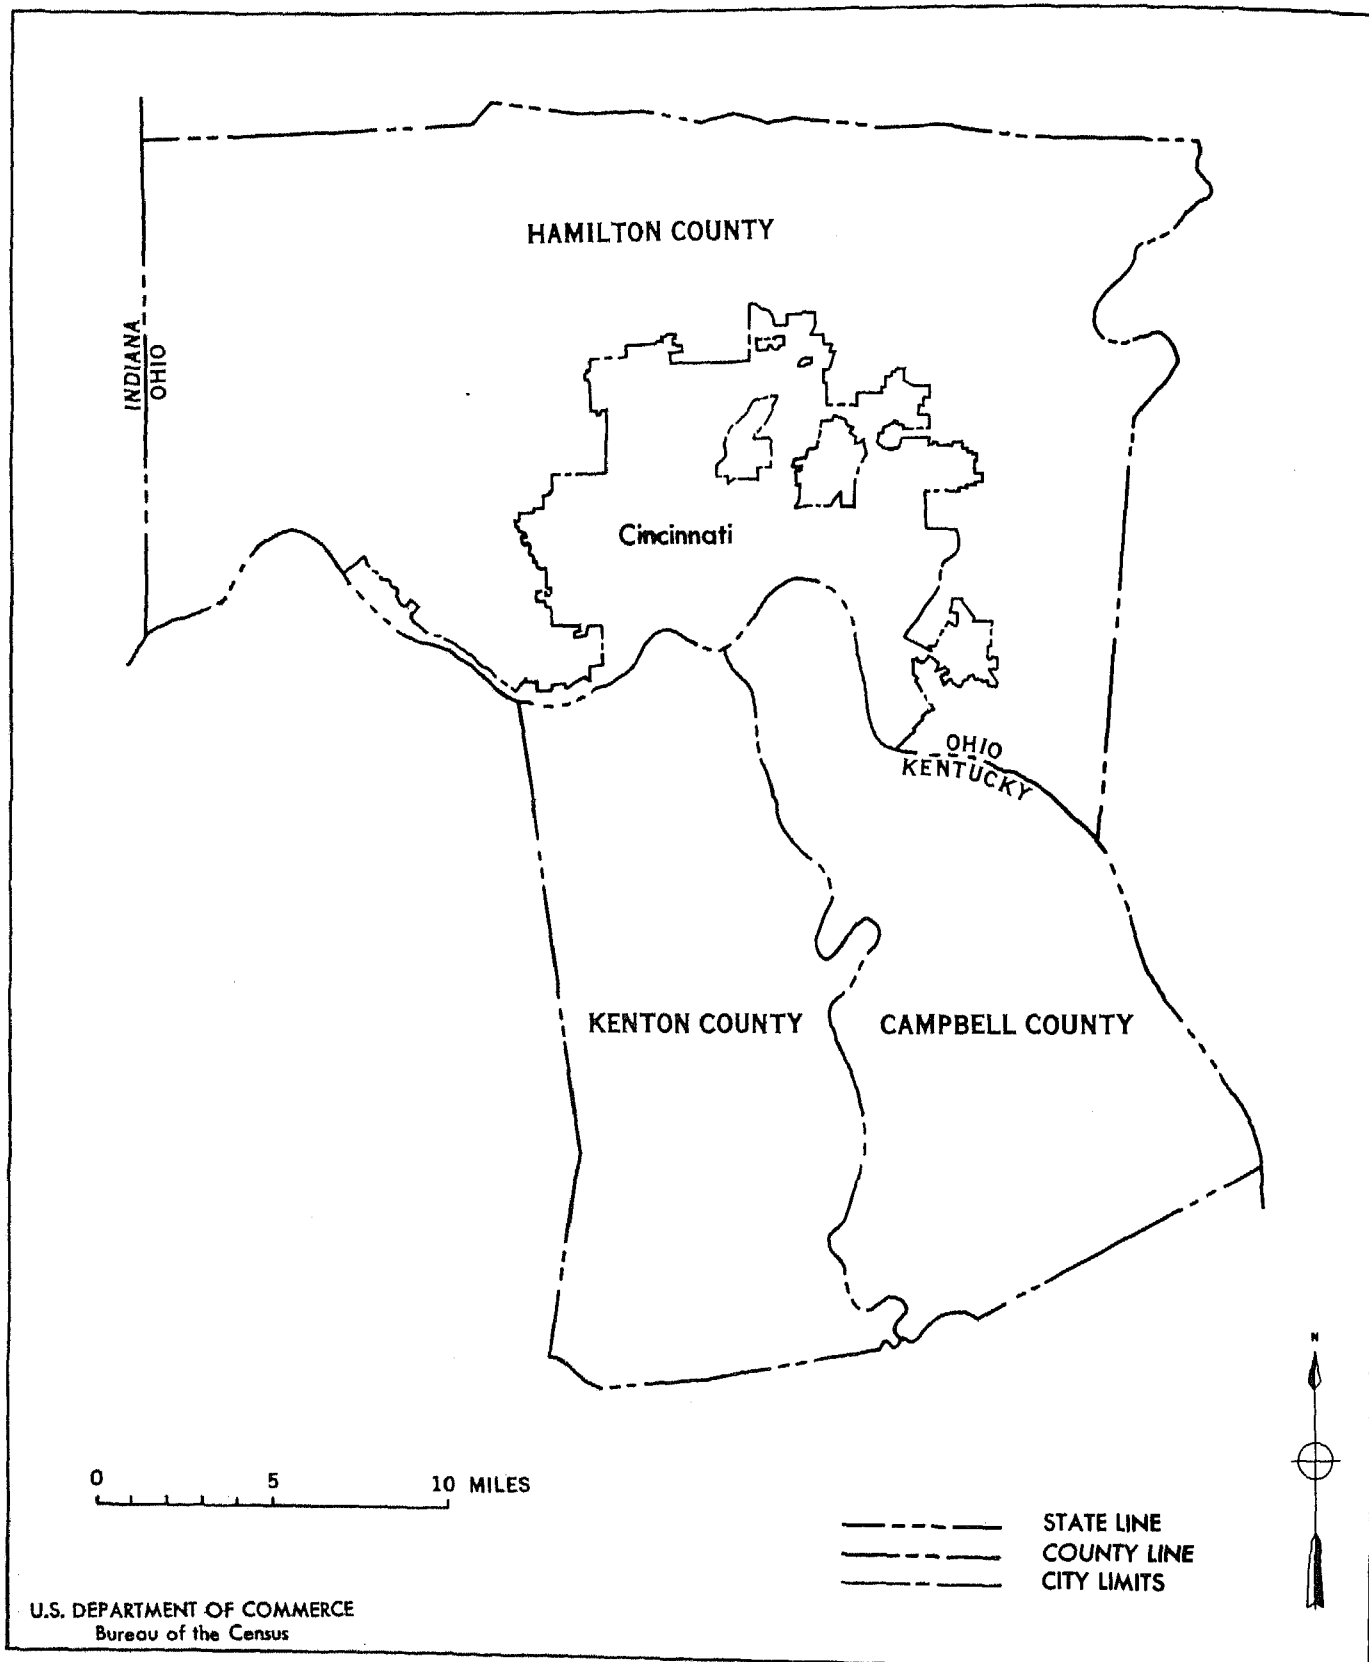 HAMILTON COUNTY
INDIANA
OHIO
Cincinnati
OHIO
KENTUCKY
KENTON COUNTY
CAMPBELL COUNTY
N
0 5 10 MILES
STATE LINE
COUNTY LINE
CITY LIMITS
U.S. DEPARTMENT OF COMMERCE
Bureau of the Census